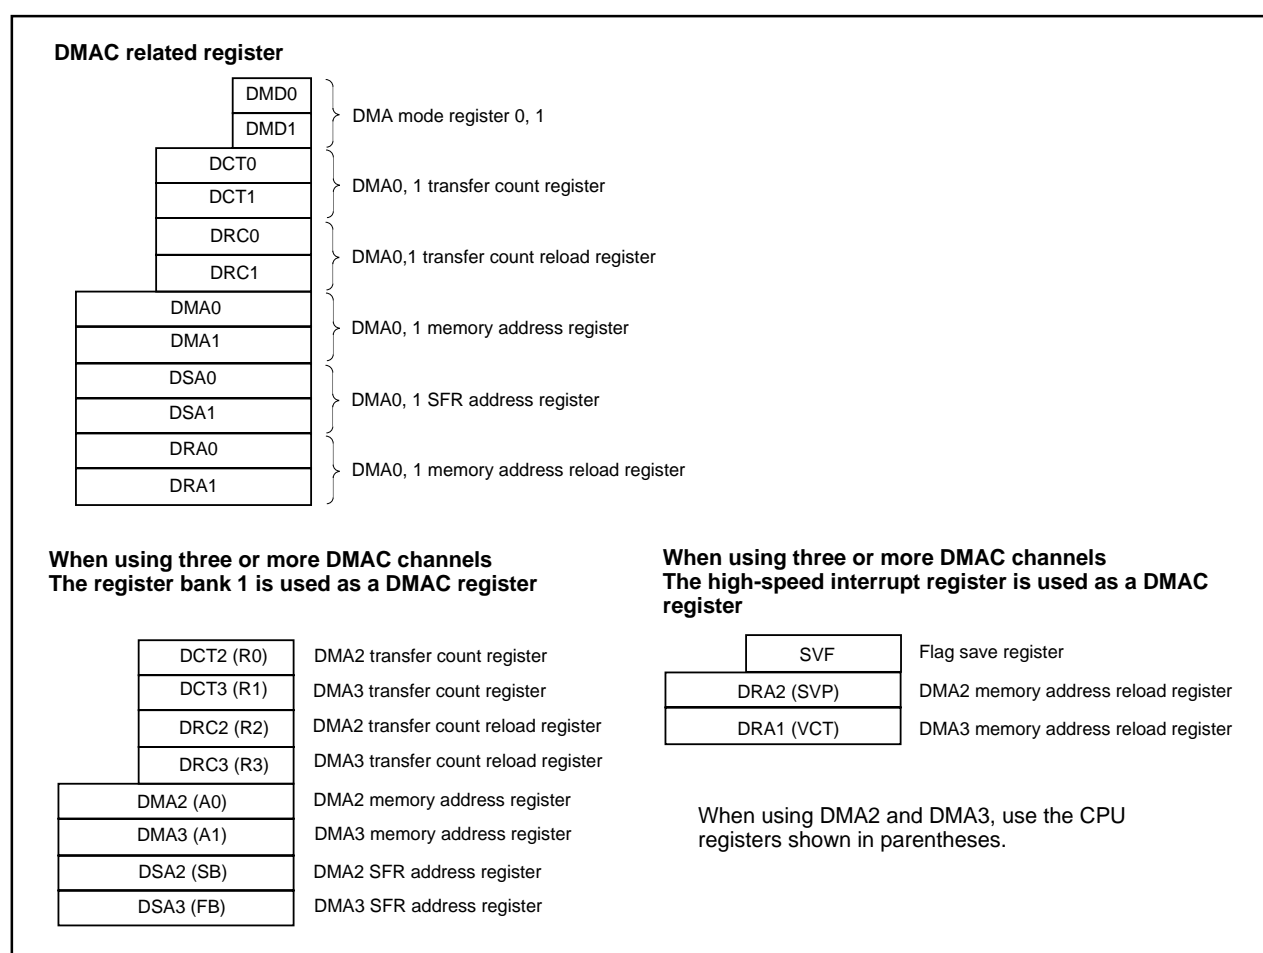 DMAC related register
DMD0
DMD1
DMA mode register 0, 1
DCT0
DCT1
DMA0, 1 transfer count register
DRC0
DRC1
DMA0,1 transfer count reload register
DMA0
DMA1
DMA0, 1 memory address register
DSA0
DSA1
DMA0, 1 SFR address register
DRA0
DRA1
DMA0, 1 memory address reload register
When using three or more DMAC channels
The register bank 1 is used as a DMAC register
DCT2 (R0) DMA2 transfer count register
DCT3 (R1) DMA3 transfer count register
DRC2 (R2) DMA2 transfer count reload register
DRC3 (R3) DMA3 transfer count reload register
DMA2 (A0) DMA2 memory address register
DMA3 (A1) DMA3 memory address register
DSA2 (SB) DMA2 SFR address register
DSA3 (FB) DMA3 SFR address register
When using three or more DMAC channels
The high-speed interrupt register is used as a DMAC
register
SVF Flag save register
DRA2 (SVP) DMA2 memory address reload register
DRA1 (VCT) DMA3 memory address reload register
When using DMA2 and DMA3, use the CPU
registers shown in parentheses.